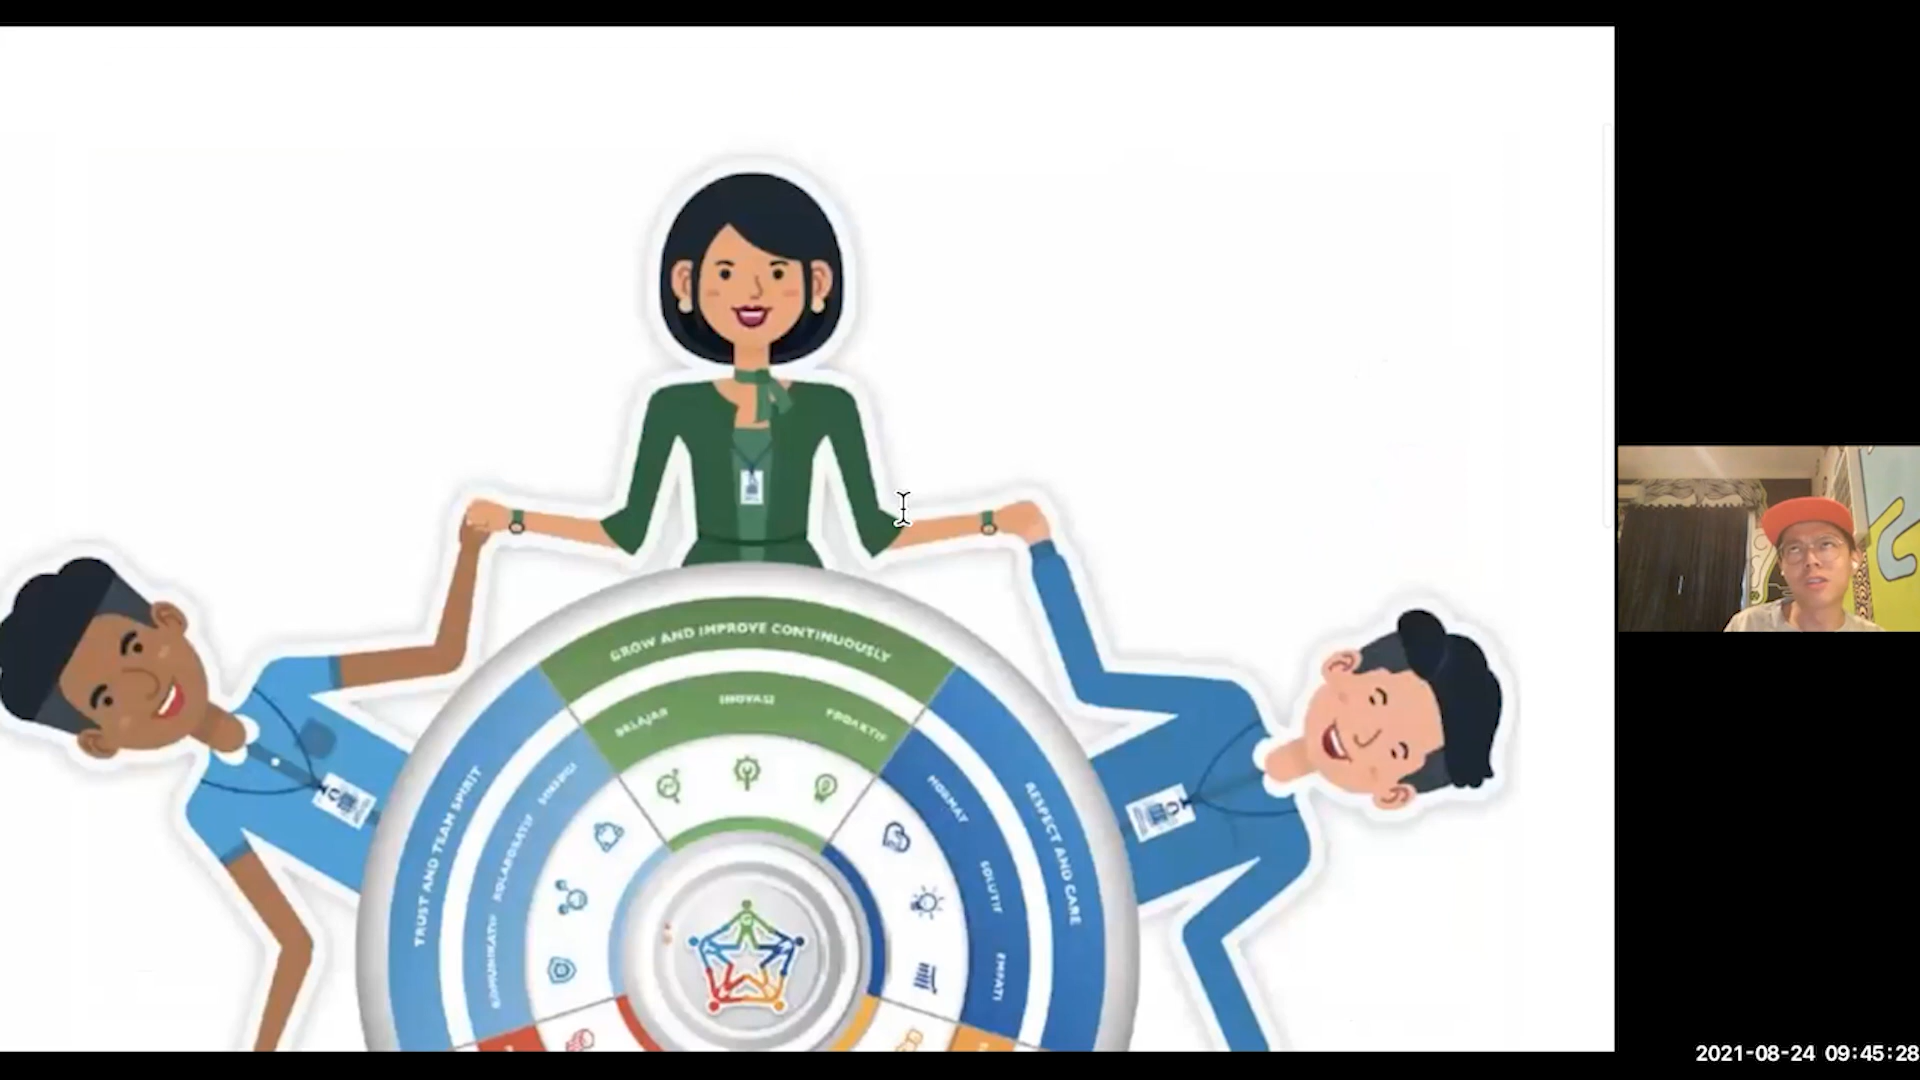 GROW AND IMPROVE CONTINUOUSLY
BELAJAR
INOVASI
PROAKTIF
TRUST AND TEAM SPIRIT
KOMUNIKATIF
KOLABORATIF
SINERGI
RESPECT AND CARE
HORMAT
SOLUTIF
EMPATI
2021-08-24 09:45:28